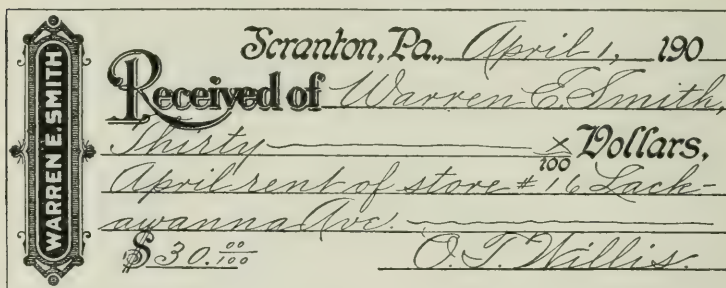 WARREN E. SMITH
Scranton, Pa., April 1, 190
Received of Warren E. Smith,
Thirty x/100 Dollars,
April rent of store # 16 Lack-
awanna Ave.
$ 30.00/100 O. T. Willis.